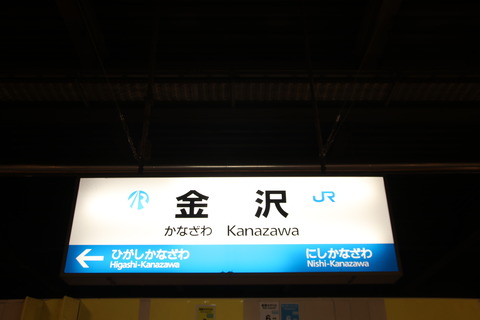 金沢
JR
かなざわ Kanazawa
← ひがしかなざわ にしかなざわ
Higashi-Kanazawa Nishi-Kanazawa